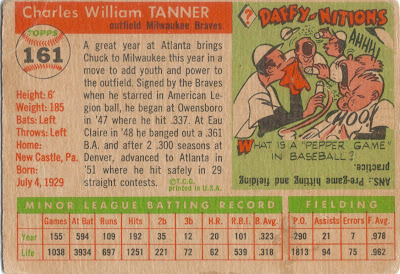 Charles William TANNER
outfield Milwaukee Braves
TOPPS
161
Height: 6'
Weight: 185
Bats: Left
Throws: Left
Home:
New Castle, Pa.
Born:
July 4, 1929
A great year at Atlanta brings
Chuck to Milwaukee this year in a
move to add youth and power to
the outfield. Signed by the Braves
when he starred in American Le-
gion ball, he began at Owensboro
in '47 where he hit .337. At Eau
Claire in '48 he banged out a .361
B.A. and after 2 .300 seasons at
Denver, advanced to Atlanta in
'51 where he hit safely in 29
straight contests.
©T.C.G.
printed in U.S.A.
?
DAFFY-NITIONS
AHHH!
CHOO!
WHAT IS A "PEPPER GAME"
IN BASEBALL?
ANS. Pre-game hitting and fielding
practice.
MINOR LEAGUE BATTING RECORD
FIELDING
Games At Bat Runs Hits 2b 3b H.R. R.B.I. B.Avg. P.O. Assists Errors F.Avg.
Year 155 594 109 192 35 12 20 101 .323 290 21 7 .978
Life 1038 3934 697 1251 221 72 62 568 .318 1813 94 75 .962